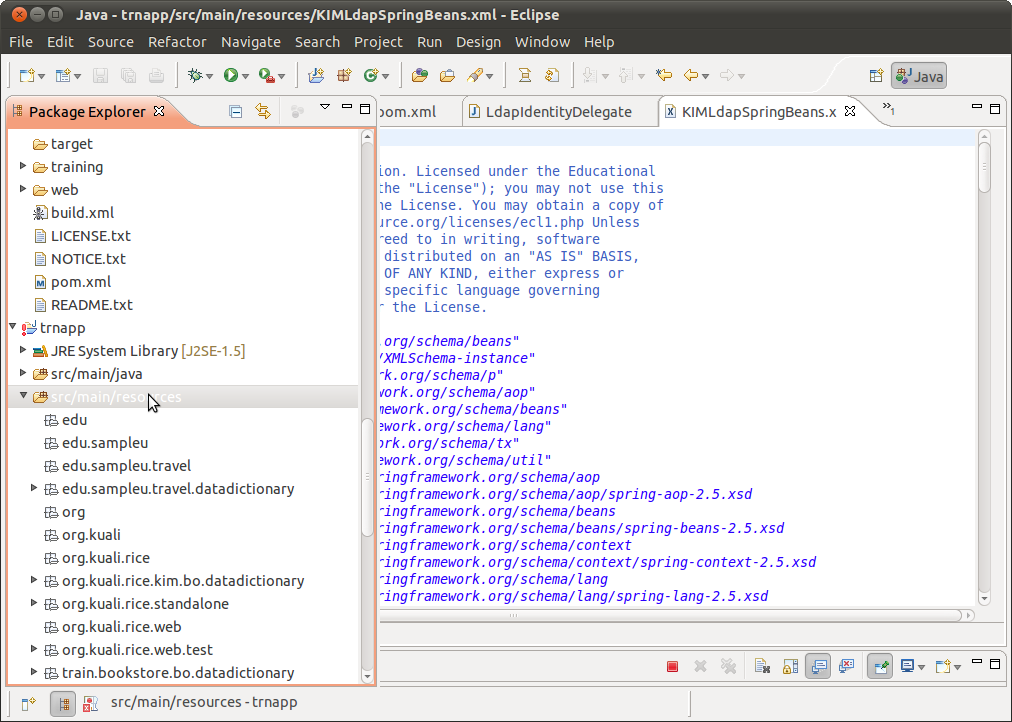 Java - trnapp/src/main/resources/KIMLdapSpringBeans.xml - Eclipse
File Edit Source Refactor Navigate Search Project Run Design Window Help
Java
Package Explorer
pom.xml
LdapIdentityDelegate
KIMLdapSpringBeans.x
1
target
training
web
build.xml
LICENSE.txt
NOTICE.txt
pom.xml
README.txt
trnapp
JRE System Library [J2SE-1.5]
src/main/java
src/main/resources
edu
edu.sampleu
edu.sampleu.travel
edu.sampleu.travel.datadictionary
org
org.kuali
org.kuali.rice
org.kuali.rice.kim.bo.datadictionary
org.kuali.rice.standalone
org.kuali.rice.web
org.kuali.rice.web.test
train.bookstore.bo.datadictionary
ion. Licensed under the Educational
the "License"); you may not use this
he License. You may obtain a copy of
urce.org/licenses/ecl1.php Unless
reed to in writing, software
distributed on an "AS IS" BASIS,
OF ANY KIND, either express or
specific language governing
r the License.
.org/schema/beans"
/XMLSchema-instance"
rk.org/schema/p"
work.org/schema/aop"
mework.org/schema/beans"
ework.org/schema/lang"
ork.org/schema/tx"
ework.org/schema/util"
ringframework.org/schema/aop
ringframework.org/schema/aop/spring-aop-2.5.xsd
ringframework.org/schema/beans
ringframework.org/schema/beans/spring-beans-2.5.xsd
ringframework.org/schema/context
ringframework.org/schema/context/spring-context-2.5.xsd
ringframework.org/schema/lang
ringframework.org/schema/lang/spring-lang-2.5.xsd
src/main/resources - trnapp